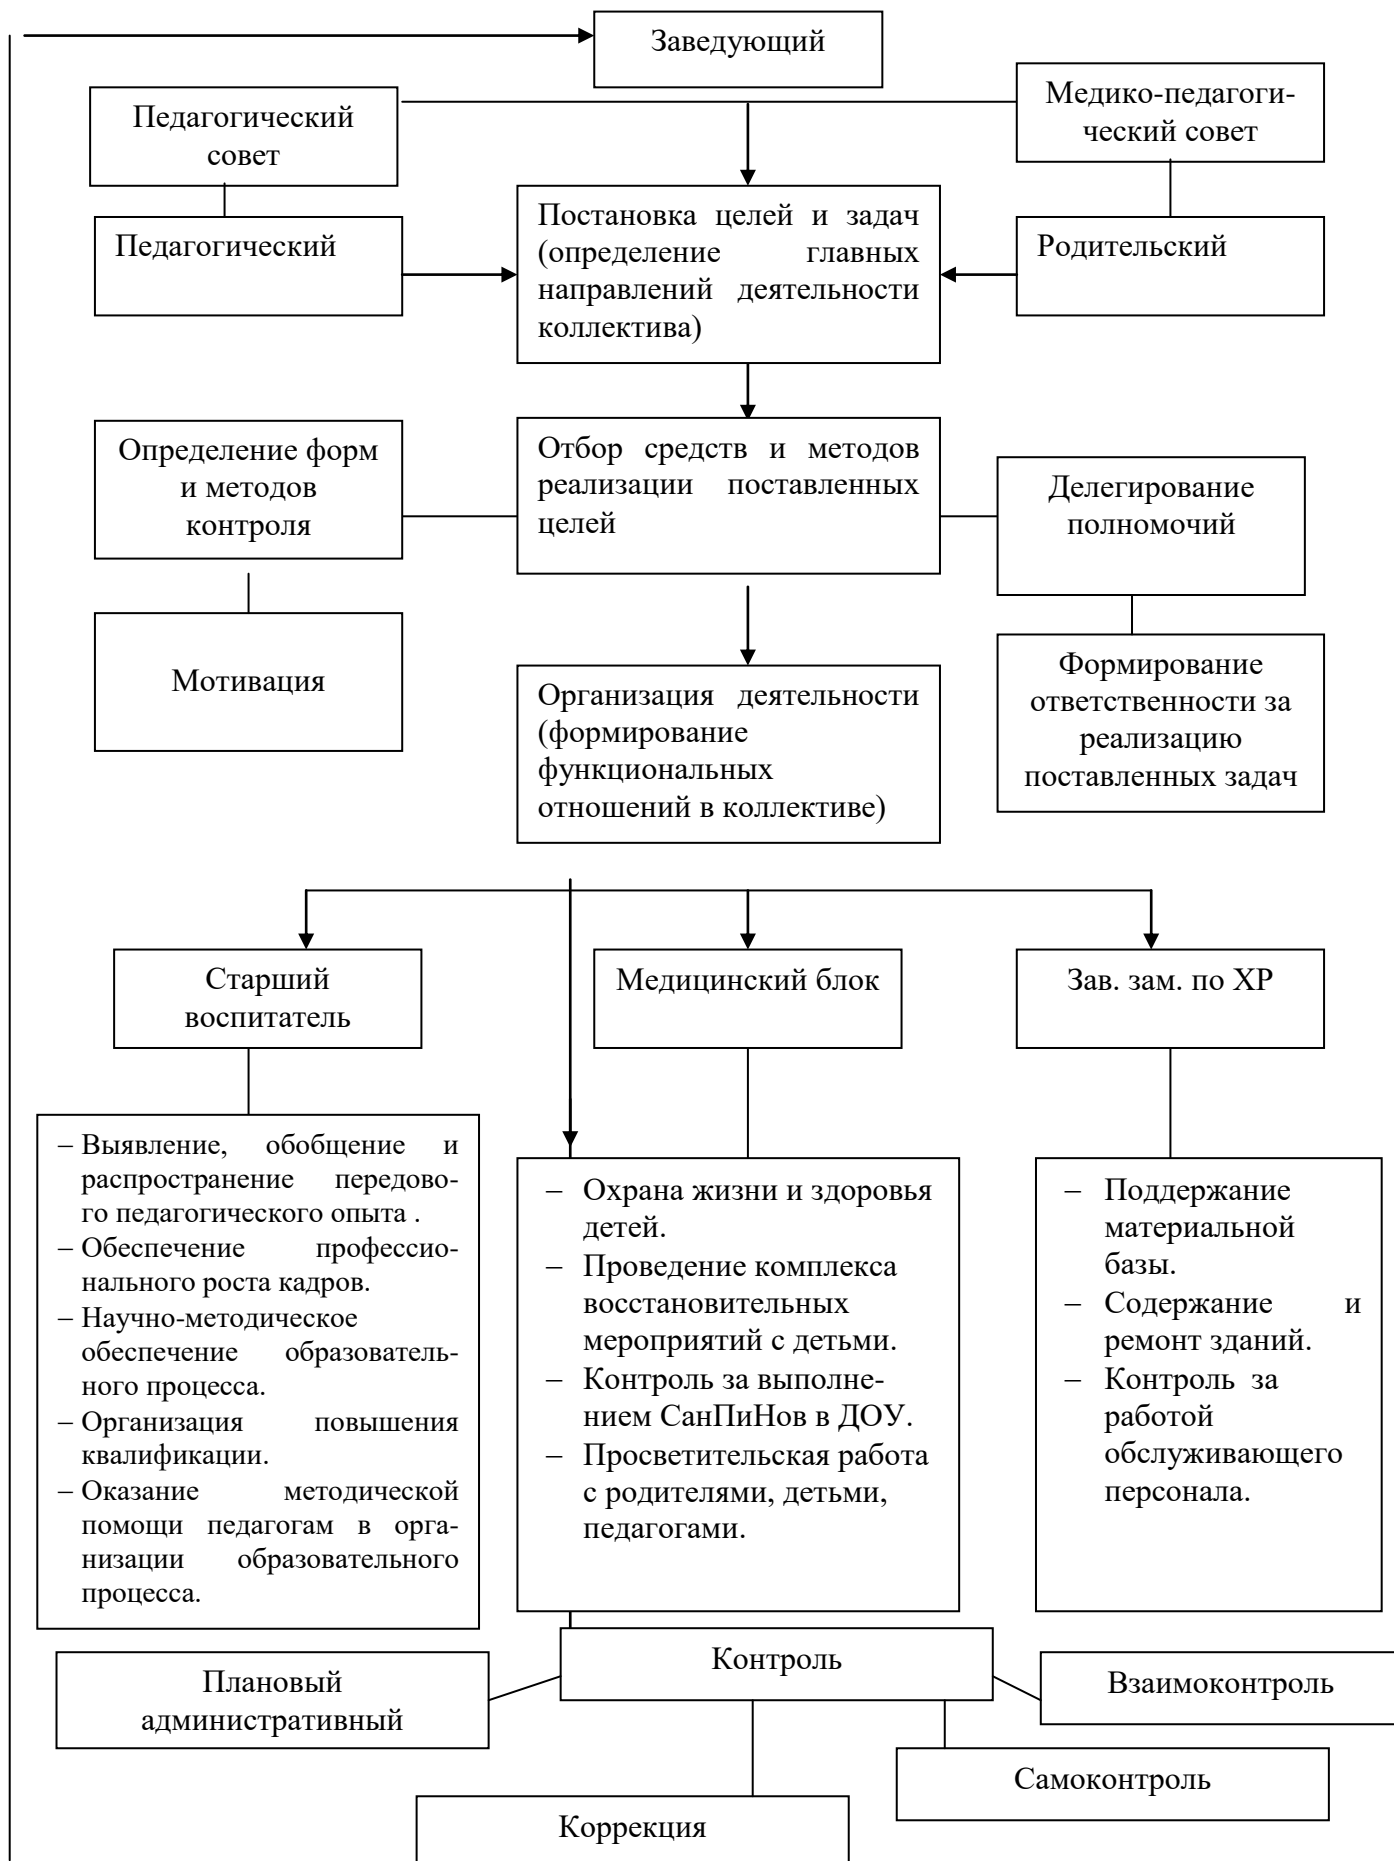 Заведующий
Педагогический
совет
Медико-педагоги-
ческий совет
Педагогический
Постановка целей и задач
(определение главных
направлений деятельности
коллектива)
Родительский
Определение форм
и методов
контроля
Отбор средств и методов
реализации поставленных
целей
Делегирование
полномочий
Мотивация
Организация деятельности
(формирование
функциональных
отношений в коллективе)
Формирование
ответственности за
реализацию
поставленных задач
Старший
воспитатель
Медицинский блок
Зав. зам. по ХР
– Выявление, обобщение и
распространение передово-
го педагогического опыта .
– Обеспечение профессио-
нального роста кадров.
– Научно-методическое
обеспечение образователь-
ного процесса.
– Организация повышения
квалификации.
– Оказание методической
помощи педагогам в орга-
низации образовательного
процесса.
– Охрана жизни и здоровья
детей.
– Проведение комплекса
восстановительных
мероприятий с детьми.
– Контроль за выполне-
нием СанПиНов в ДОУ.
– Просветительская работа
с родителями, детьми,
педагогами.
– Поддержание
материальной
базы.
– Содержание и
ремонт зданий.
– Контроль за
работой
обслуживающего
персонала.
Контроль
Плановый
административный
Взаимоконтроль
Самоконтроль
Коррекция